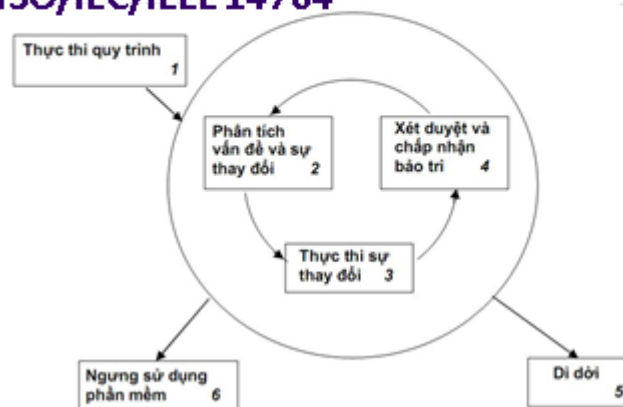 ISO/IEC/IEEE 14764
Thực thi quy trình
1
Phân tích
vấn đề và sự
thay đổi 2
Xét duyệt và
chấp nhận
bảo trì 4
Thực thi sự
thay đổi 3
Ngưng sử dụng
phần mềm 6
Di dời
5